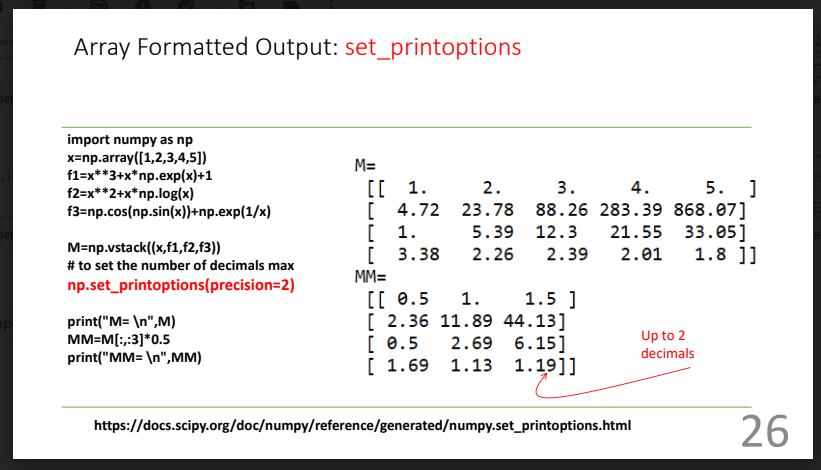 Array Formatted Output: set_printoptions
import numpy as np
x=np.array([1,2,3,4,5])
f1=x**3+x*np.exp(x)+1
f2=x**2+x*np.log(x)
f3=np.cos(np.sin(x))+np.exp(1/x)
M=np.vstack((x,f1,f2,f3))
# to set the number of decimals max
np.set_printoptions(precision=2)
print("M= \n",M)
MM=M[:,:3]*0.5
print("MM= \n",MM)
M=
[[ 1. 2. 3. 4. 5. ]
[ 4.72 23.78 88.26 283.39 868.07]
[ 1. 5.39 12.3 21.55 33.05]
[ 3.38 2.26 2.39 2.01 1.8 ]]
MM=
[[ 0.5 1. 1.5 ]
[ 2.36 11.89 44.13]
[ 0.5 2.69 6.15]
[ 1.69 1.13 1.19]]
Up to 2
decimals
https://docs.scipy.org/doc/numpy/reference/generated/numpy.set_printoptions.html
26